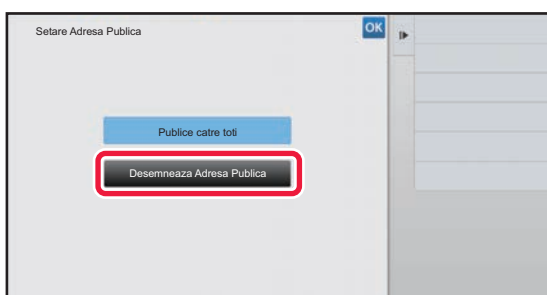 Setare Adresa Publica
OK
Publice catre toti
Desemneaza Adresa Publica